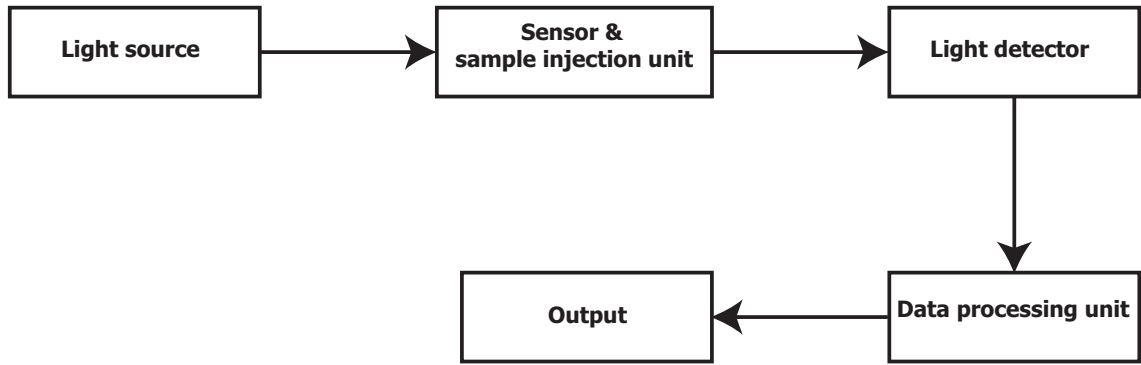 Light source
Sensor &
sample injection unit
Light detector
Data processing unit
Output